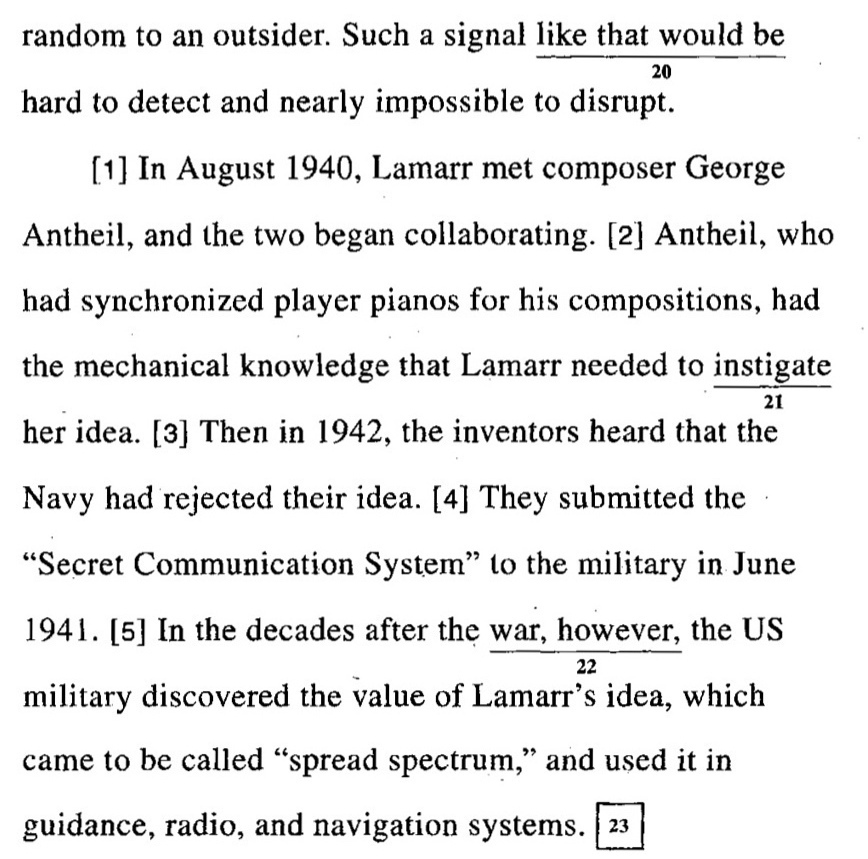 random to an outsider. Such a signal like that would be
20
hard to detect and nearly impossible to disrupt.
[1] In August 1940, Lamarr met composer George
Antheil, and the two began collaborating. [2] Antheil, who
had synchronized player pianos for his compositions, had
the mechanical knowledge that Lamarr needed to instigate
21
her idea. [3] Then in 1942, the inventors heard that the
Navy had rejected their idea. [4] They submitted the
“Secret Communication System” to the military in June
1941. [5] In the decades after the war, however, the US
22
military discovered the value of Lamarr’s idea, which
came to be called “spread spectrum,” and used it in
guidance, radio, and navigation systems. 23